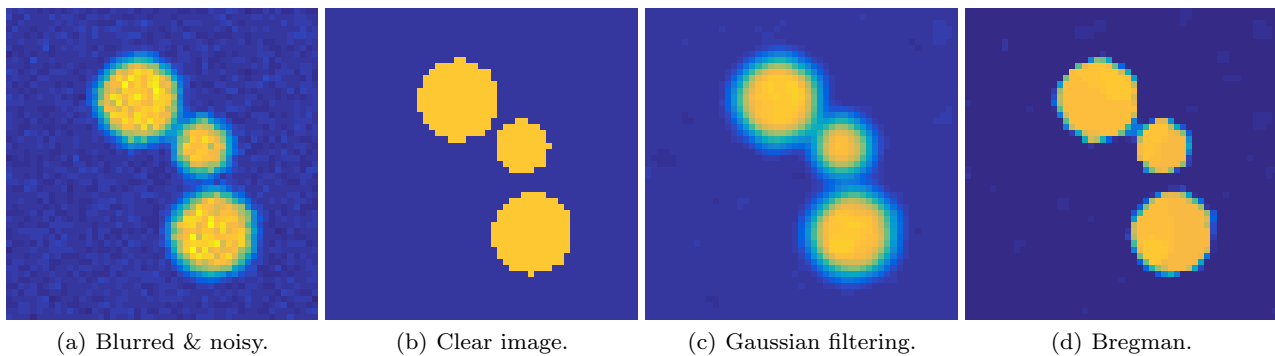 (a) Blurred & noisy.
(b) Clear image.
(c) Gaussian filtering.
(d) Bregman.